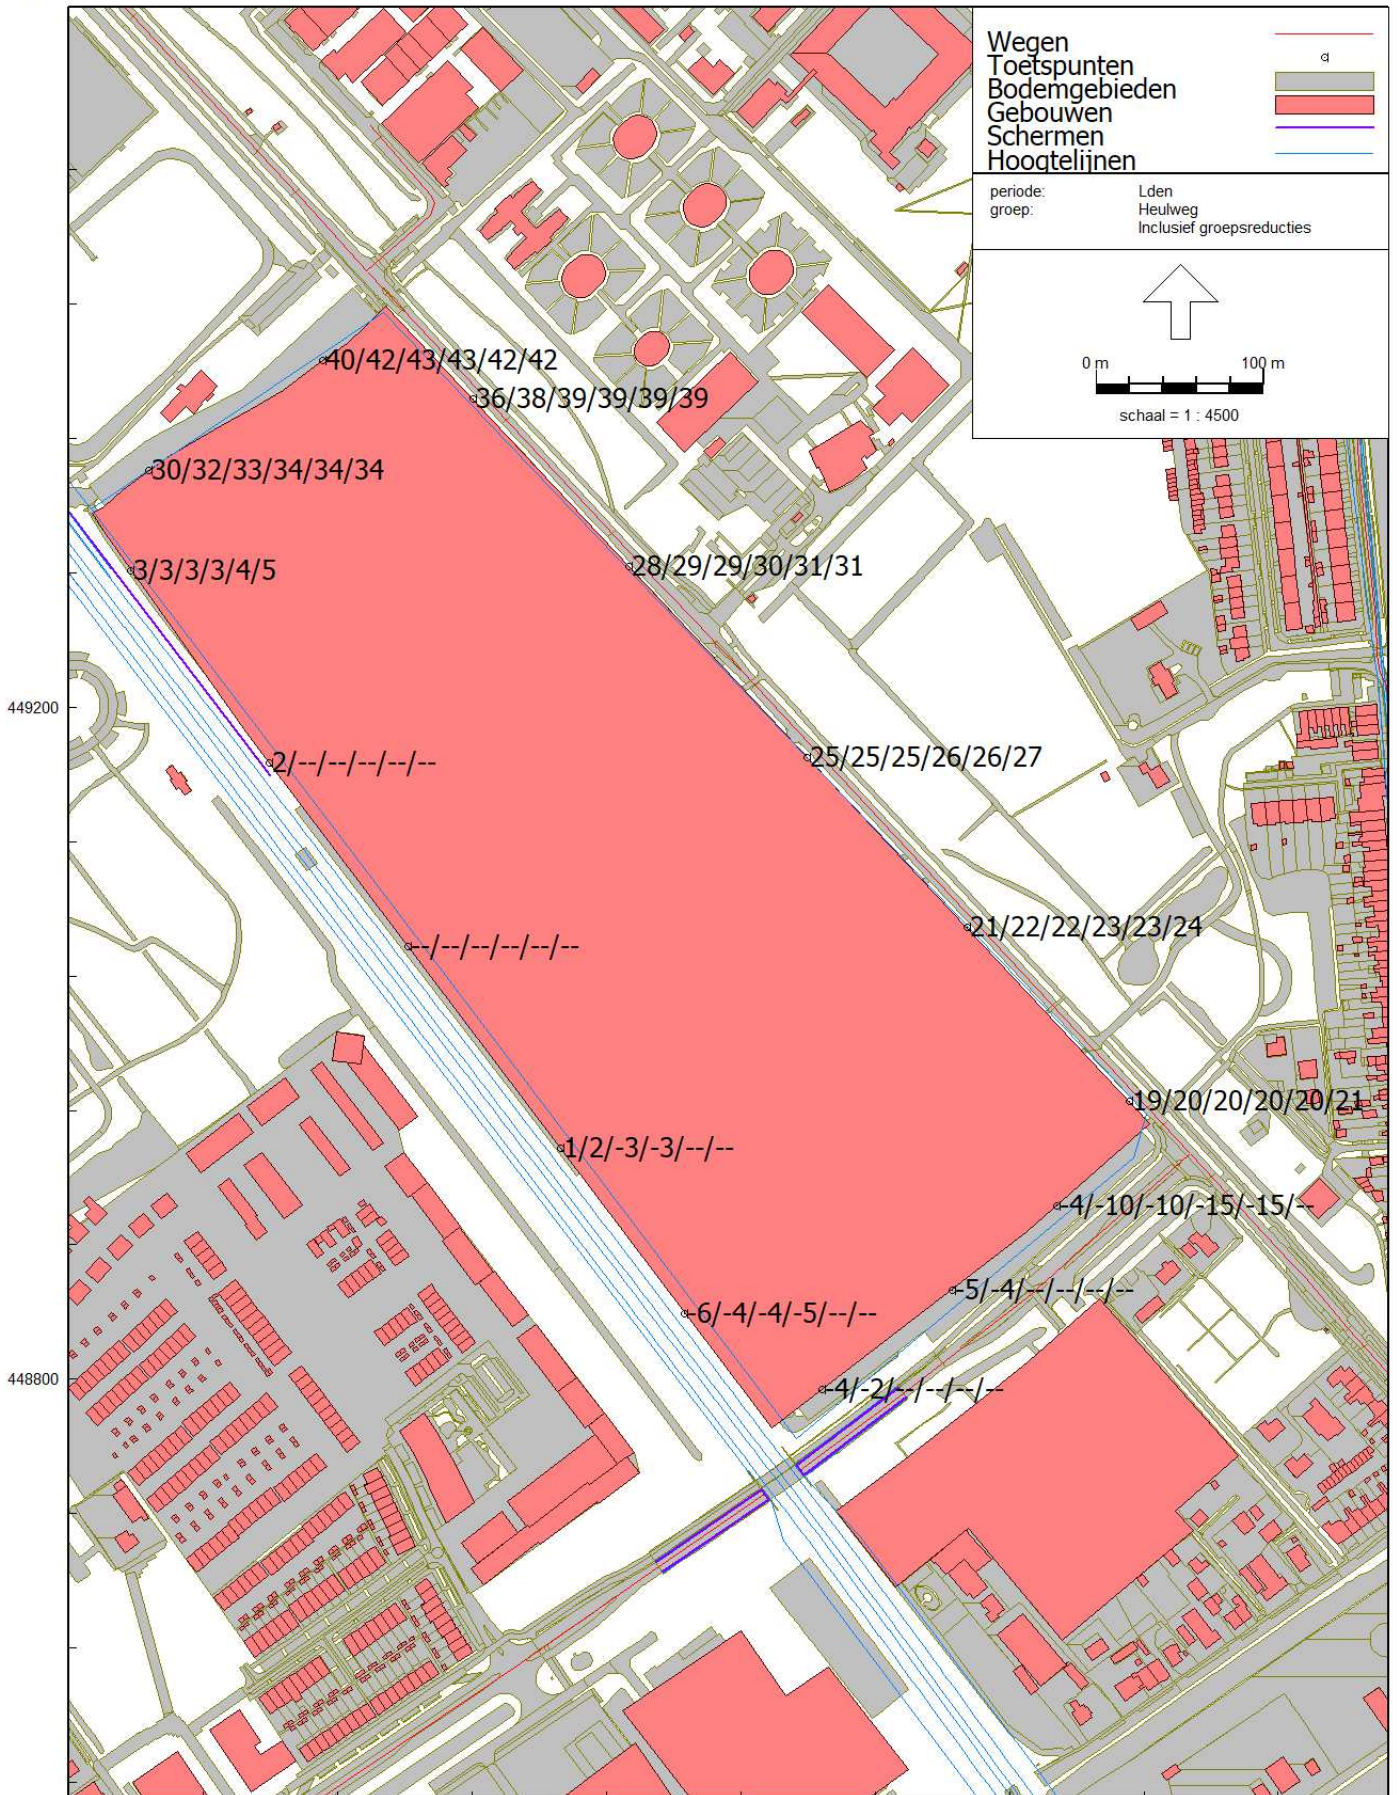 Wegen
Toetspunten
Bodemgebieden
Gebouwen
Schermen
Hoogtelijnen
periode: Lden
groep: Heulweg
Inclusief groepsreducties
0 m 100 m
schaal = 1 : 4500
40/42/43/43/42/42
36/38/39/39/39/39
30/32/33/34/34/34
28/29/29/30/31/31
3/3/3/3/4/5
449200
25/25/25/26/26/27
2/--/--/--/--/--
21/22/22/23/23/24
--/--/--/--/--/--
19/20/20/20/20/21
1/2/-3/-3/--/--
-4/-10/-10/-15/-15/--
-5/-4/--/--/--/--
-6/-4/-4/-5/--/--
448800
-4/-2/--/--/--/--